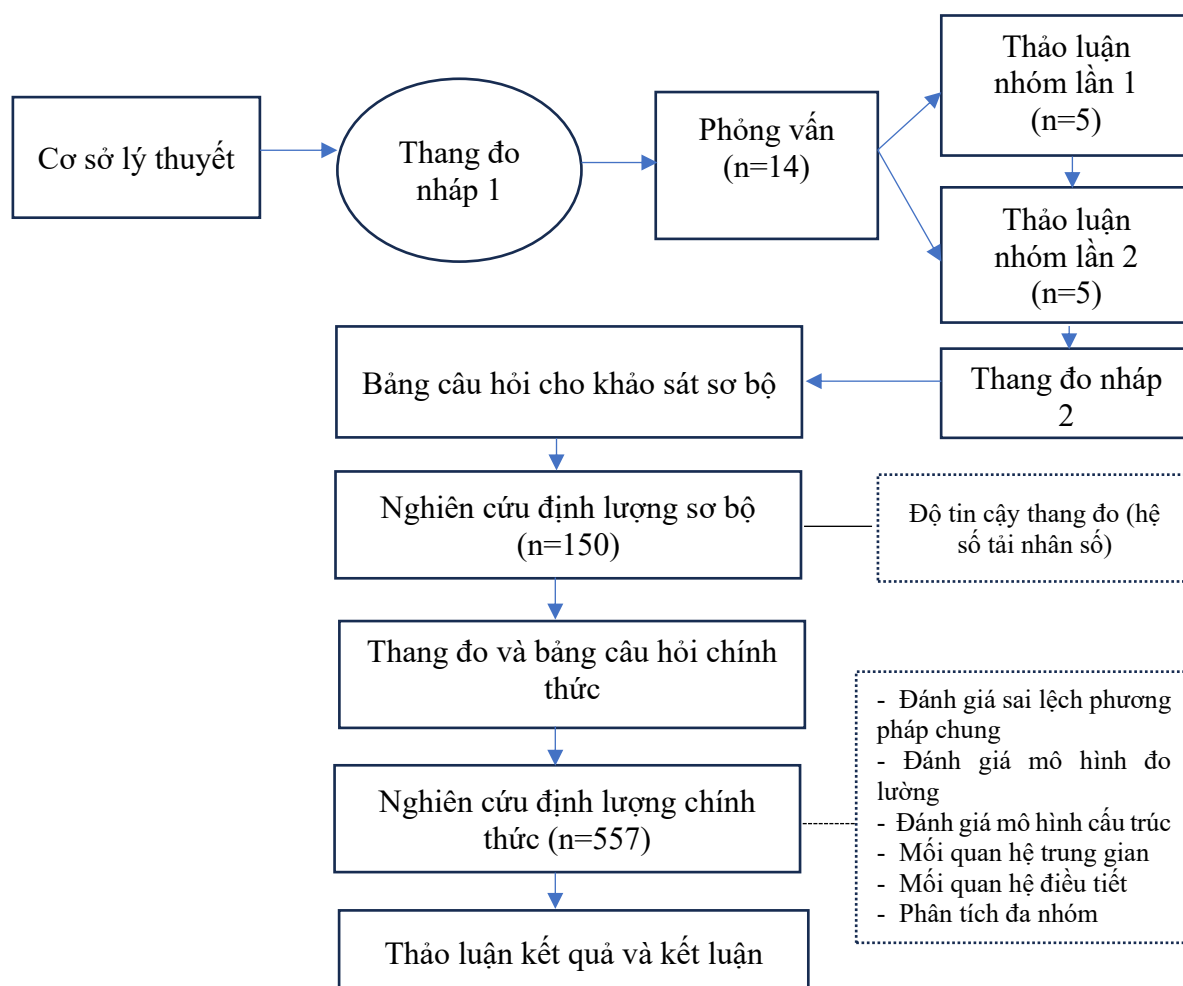 Cơ sở lý thuyết
Thang đo
nháp 1
Phỏng vấn
(n=14)
Thảo luận
nhóm lần 1
(n=5)
Thảo luận
nhóm lần 2
(n=5)
Thang đo nháp
2
Bảng câu hỏi cho khảo sát sơ bộ
Nghiên cứu định lượng sơ bộ
(n=150)
Độ tin cậy thang đo (hệ
số tải nhân số)
Thang đo và bảng câu hỏi chính
thức
Nghiên cứu định lượng chính
thức (n=557)
- Đánh giá sai lệch phương
pháp chung
- Đánh giá mô hình đo
lường
- Đánh giá mô hình cấu trúc
- Mối quan hệ trung gian
- Mối quan hệ điều tiết
- Phân tích đa nhóm
Thảo luận kết quả và kết luận